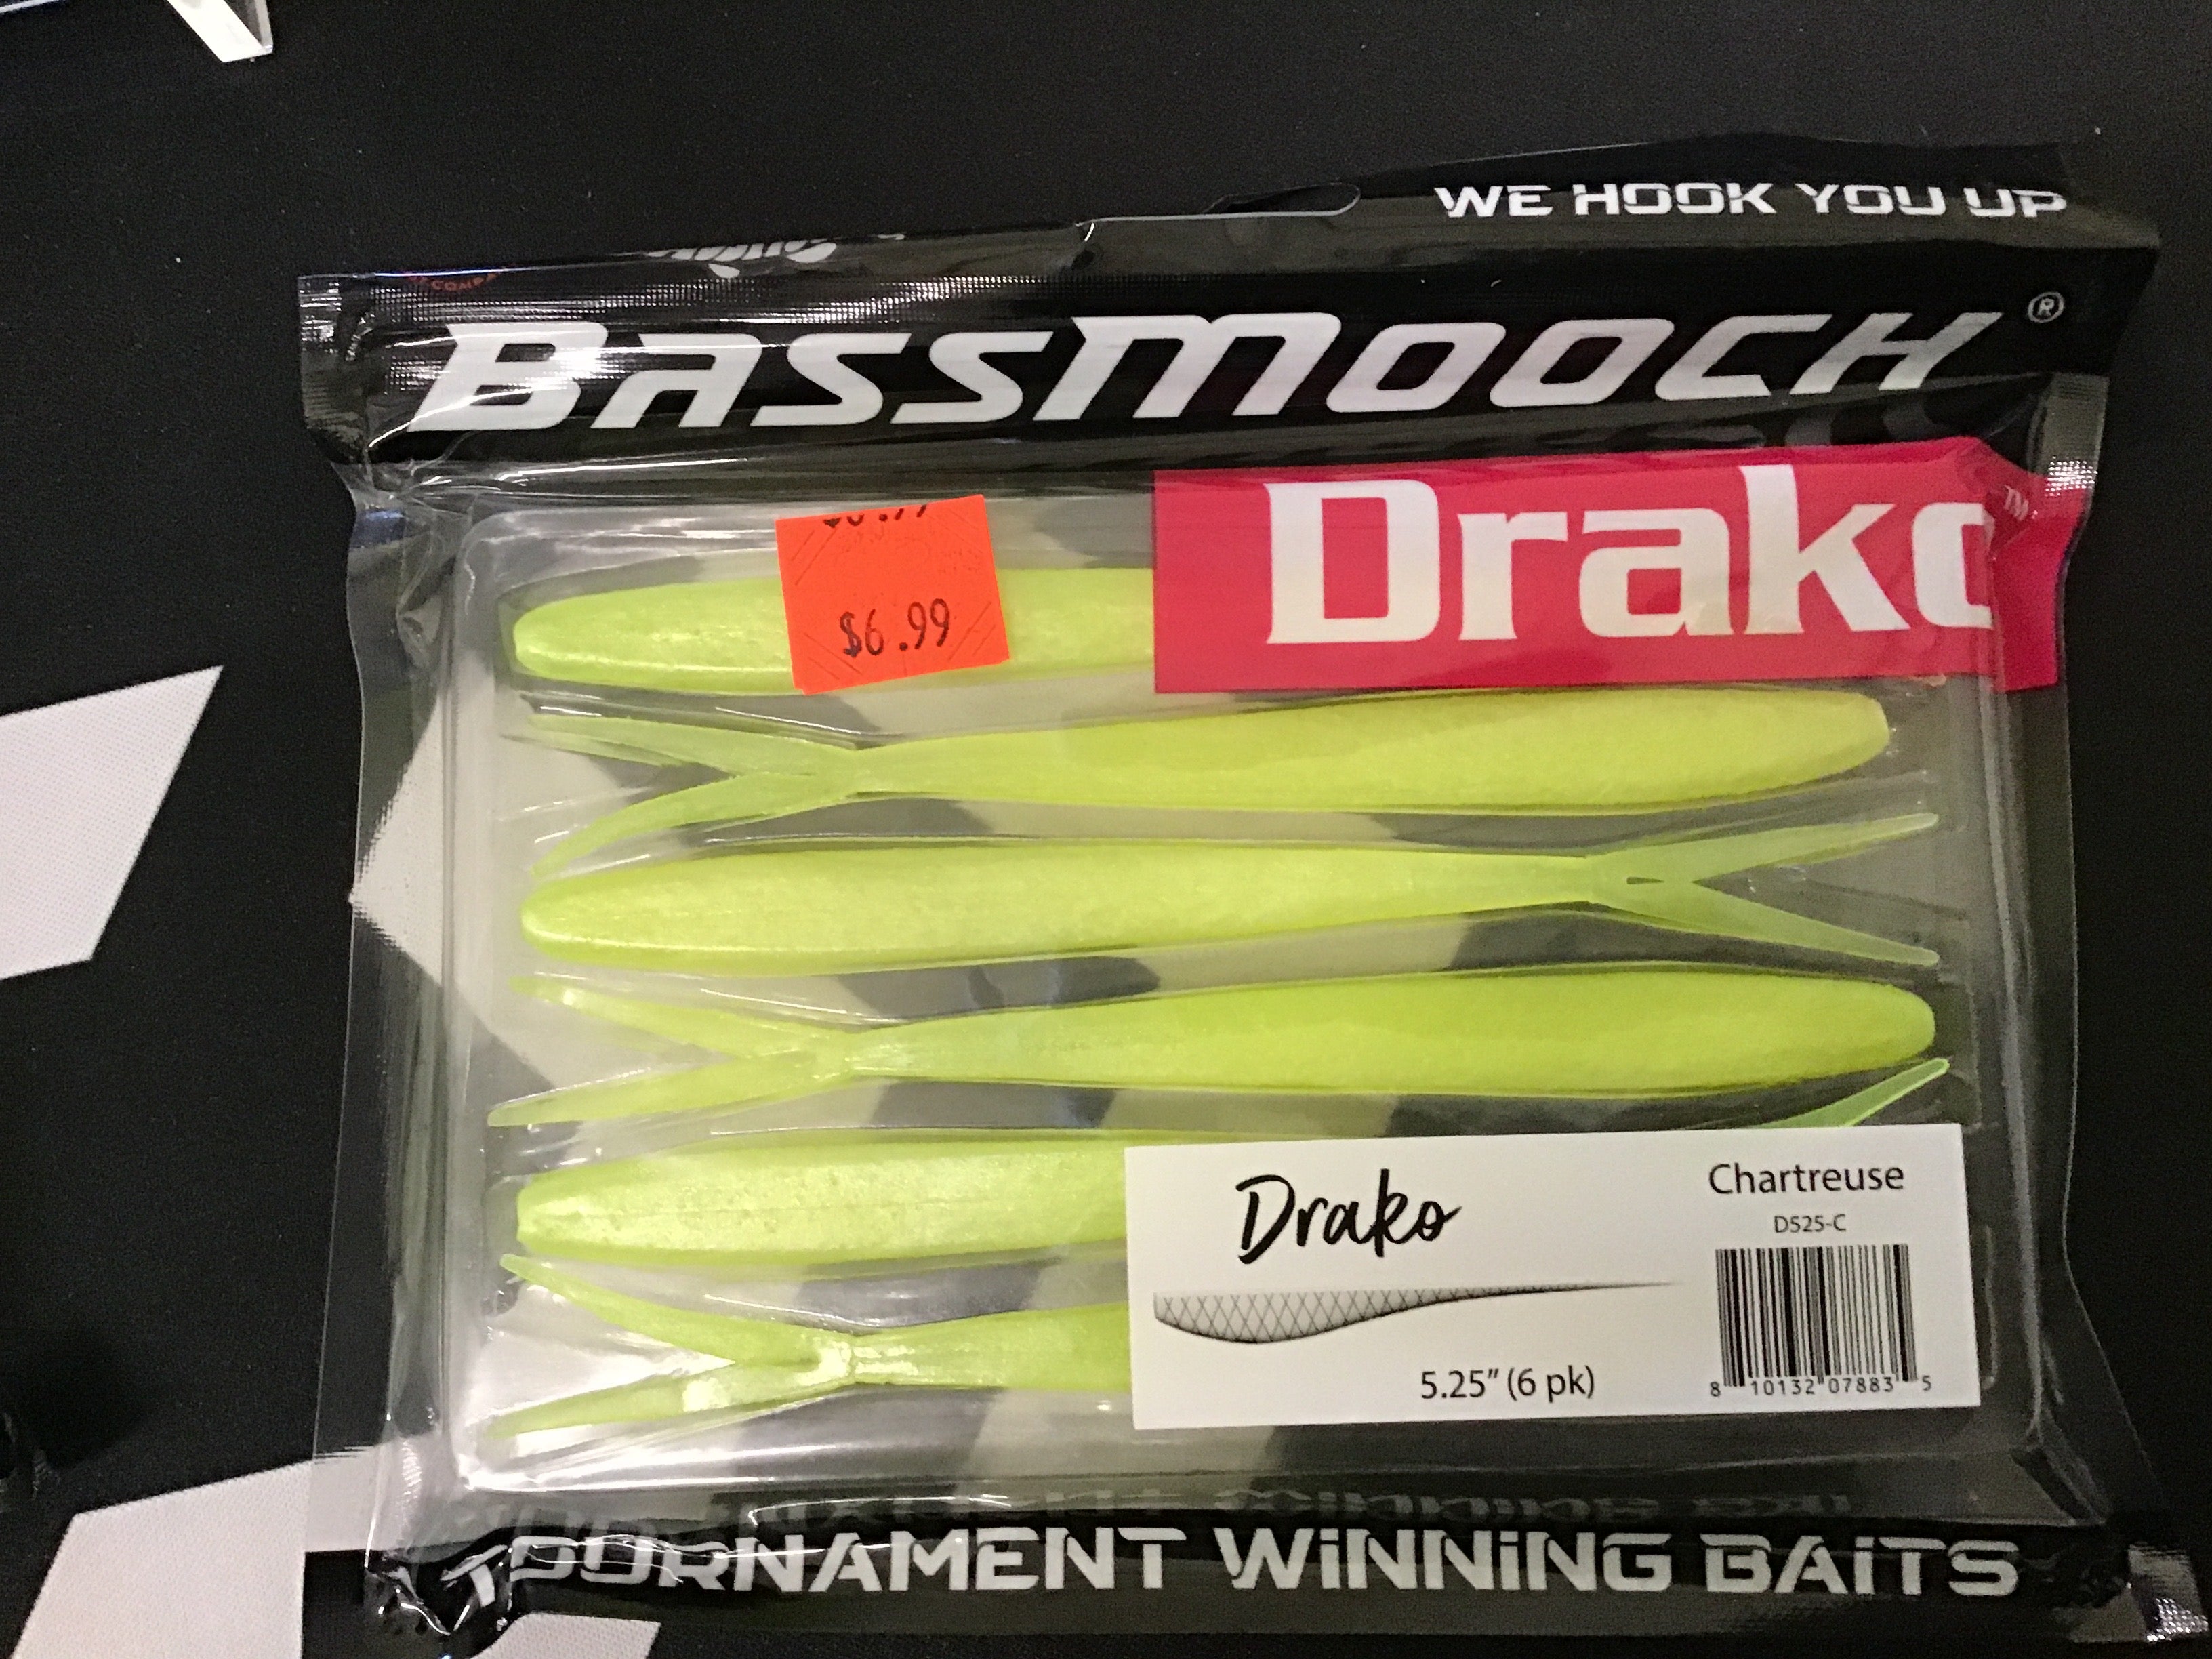 WE HOOK YOU UP
BASSMOOCH®
Drako™
$6.99
Drako
Chartreuse
D525-C
5.25" (6 pk)
8 10132 07883 5
TOURNAMENT WiNNiNG BAiTS